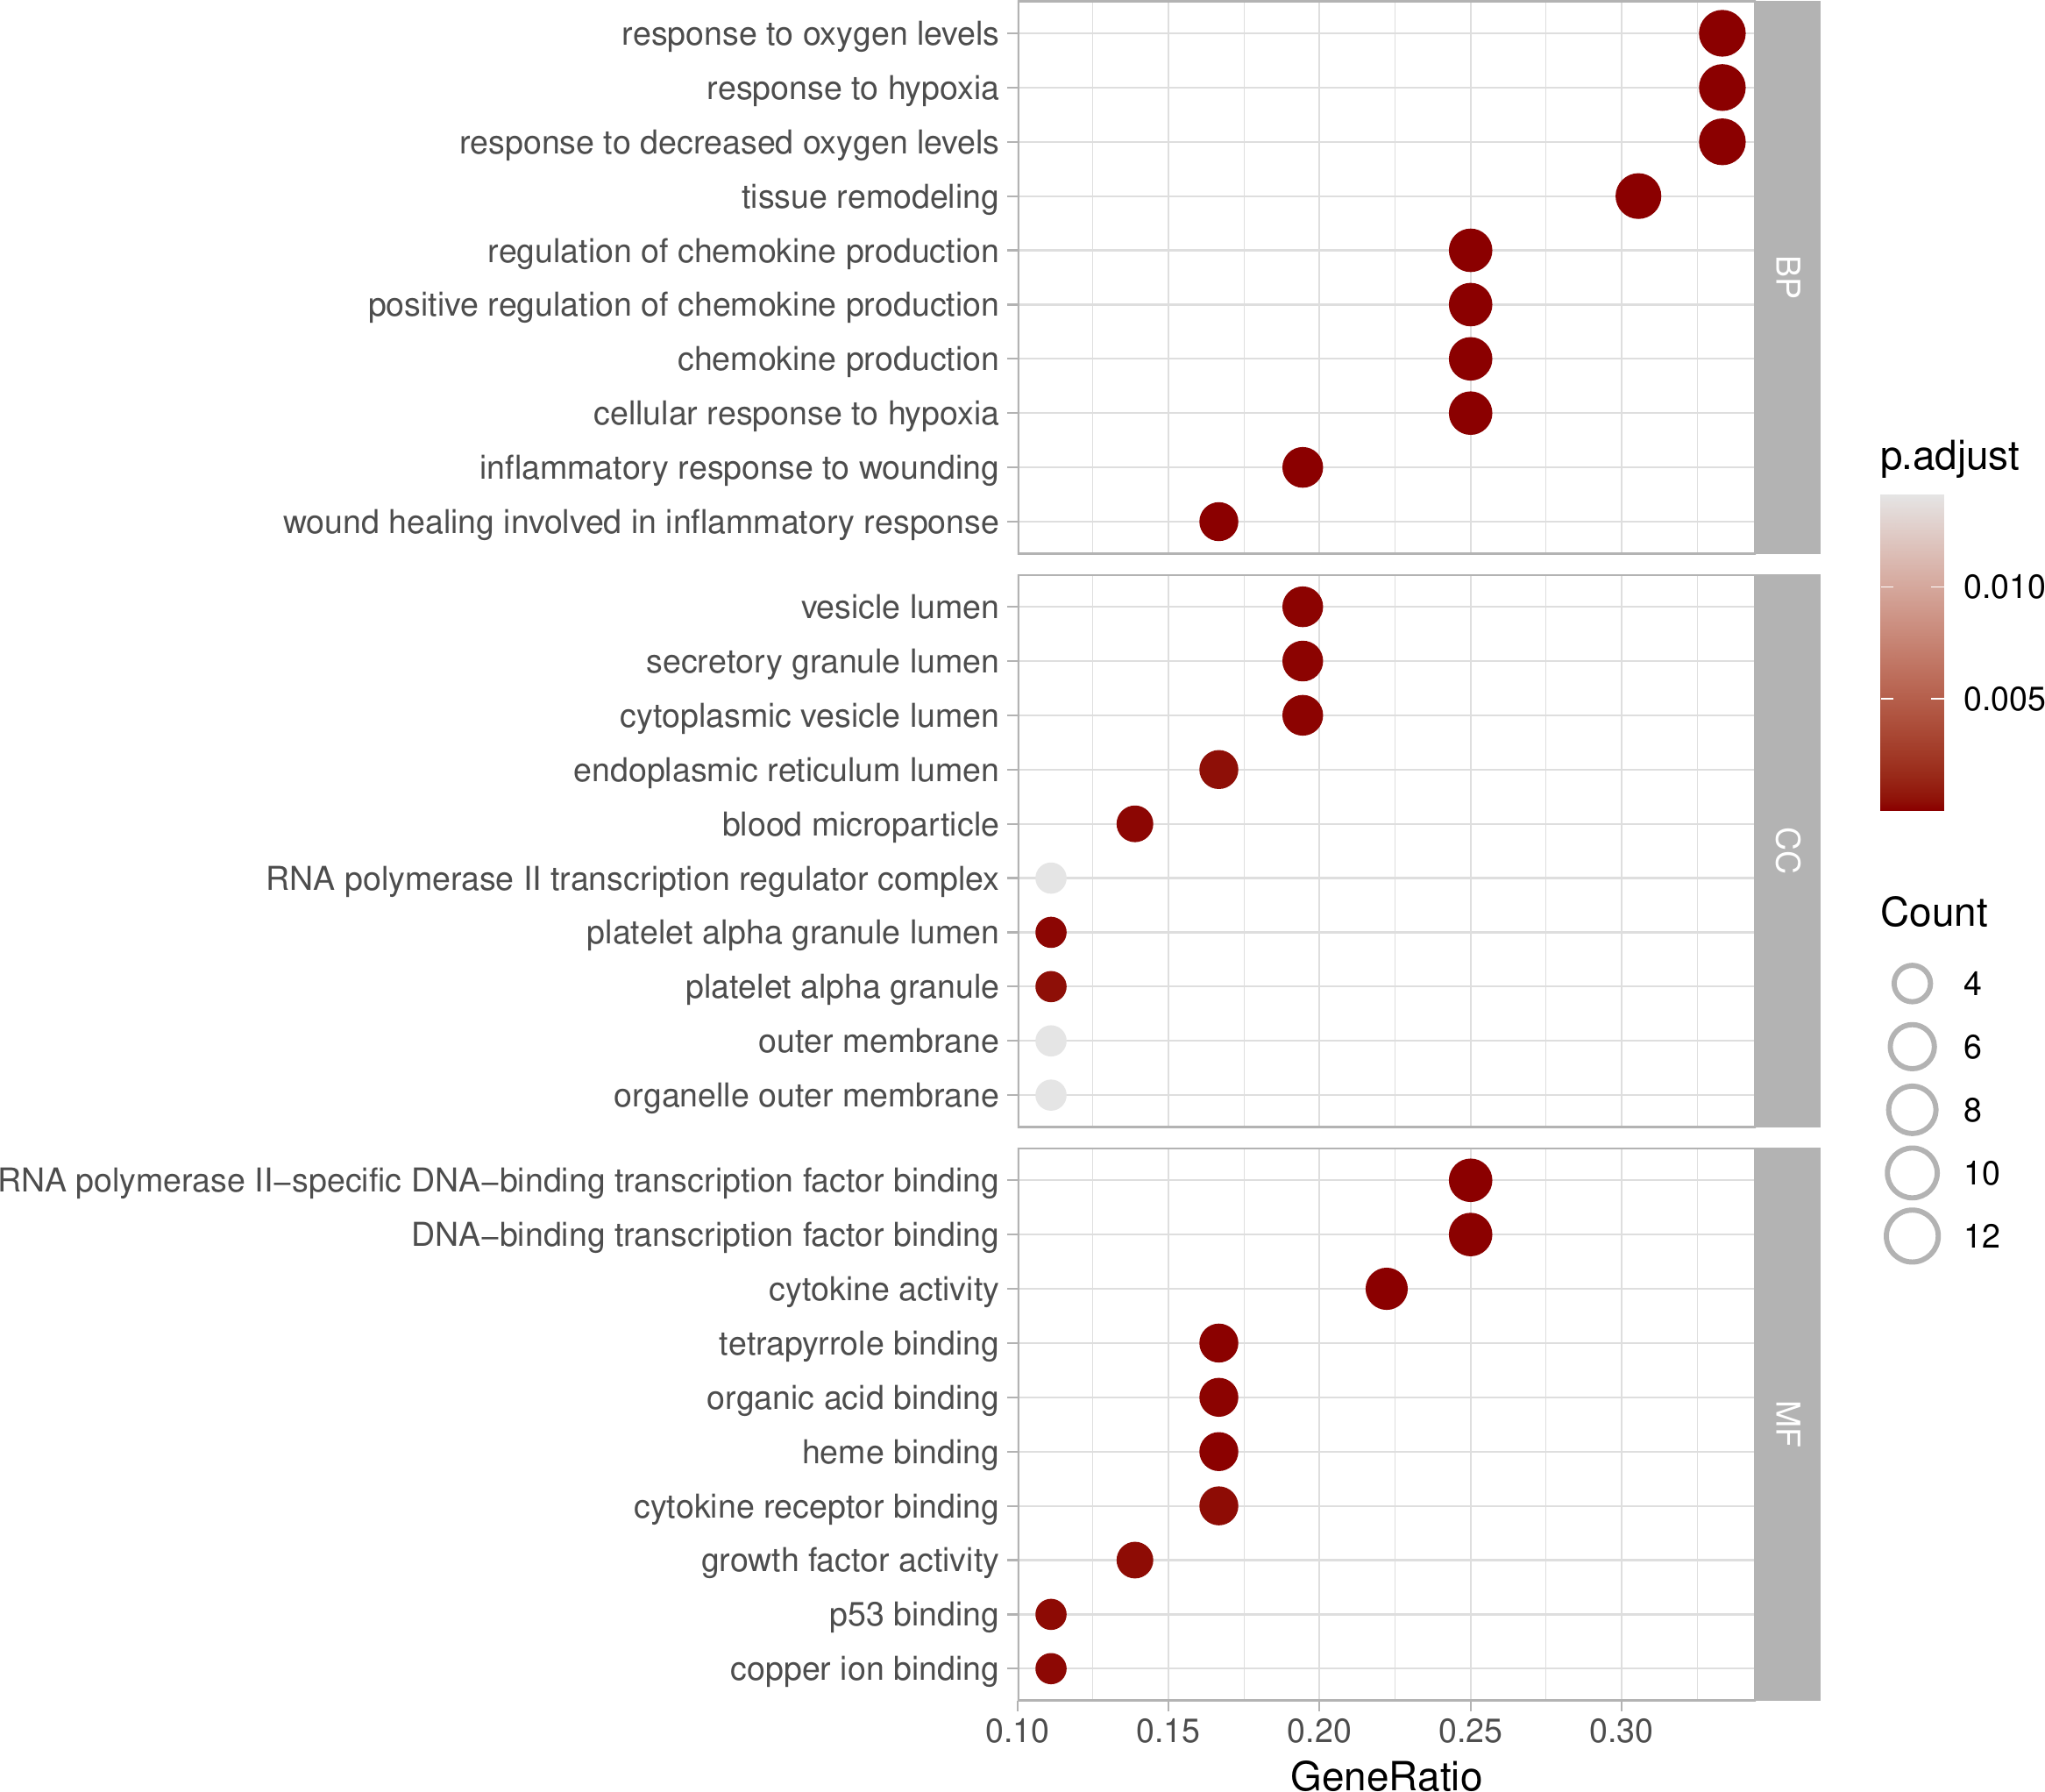 response to oxygen levels
response to hypoxia
response to decreased oxygen levels
tissue remodeling
regulation of chemokine production
positive regulation of chemokine production
chemokine production
cellular response to hypoxia
inflammatory response to wounding
wound healing involved in inflammatory response
BP
vesicle lumen
secretory granule lumen
cytoplasmic vesicle lumen
endoplasmic reticulum lumen
blood microparticle
RNA polymerase II transcription regulator complex
platelet alpha granule lumen
platelet alpha granule
outer membrane
organelle outer membrane
CC
RNA polymerase II−specific DNA−binding transcription factor binding
DNA−binding transcription factor binding
cytokine activity
tetrapyrrole binding
organic acid binding
heme binding
cytokine receptor binding
growth factor activity
p53 binding
copper ion binding
MF
0.10 0.15 0.20 0.25 0.30
GeneRatio
p.adjust
0.010
0.005
Count
4
6
8
10
12